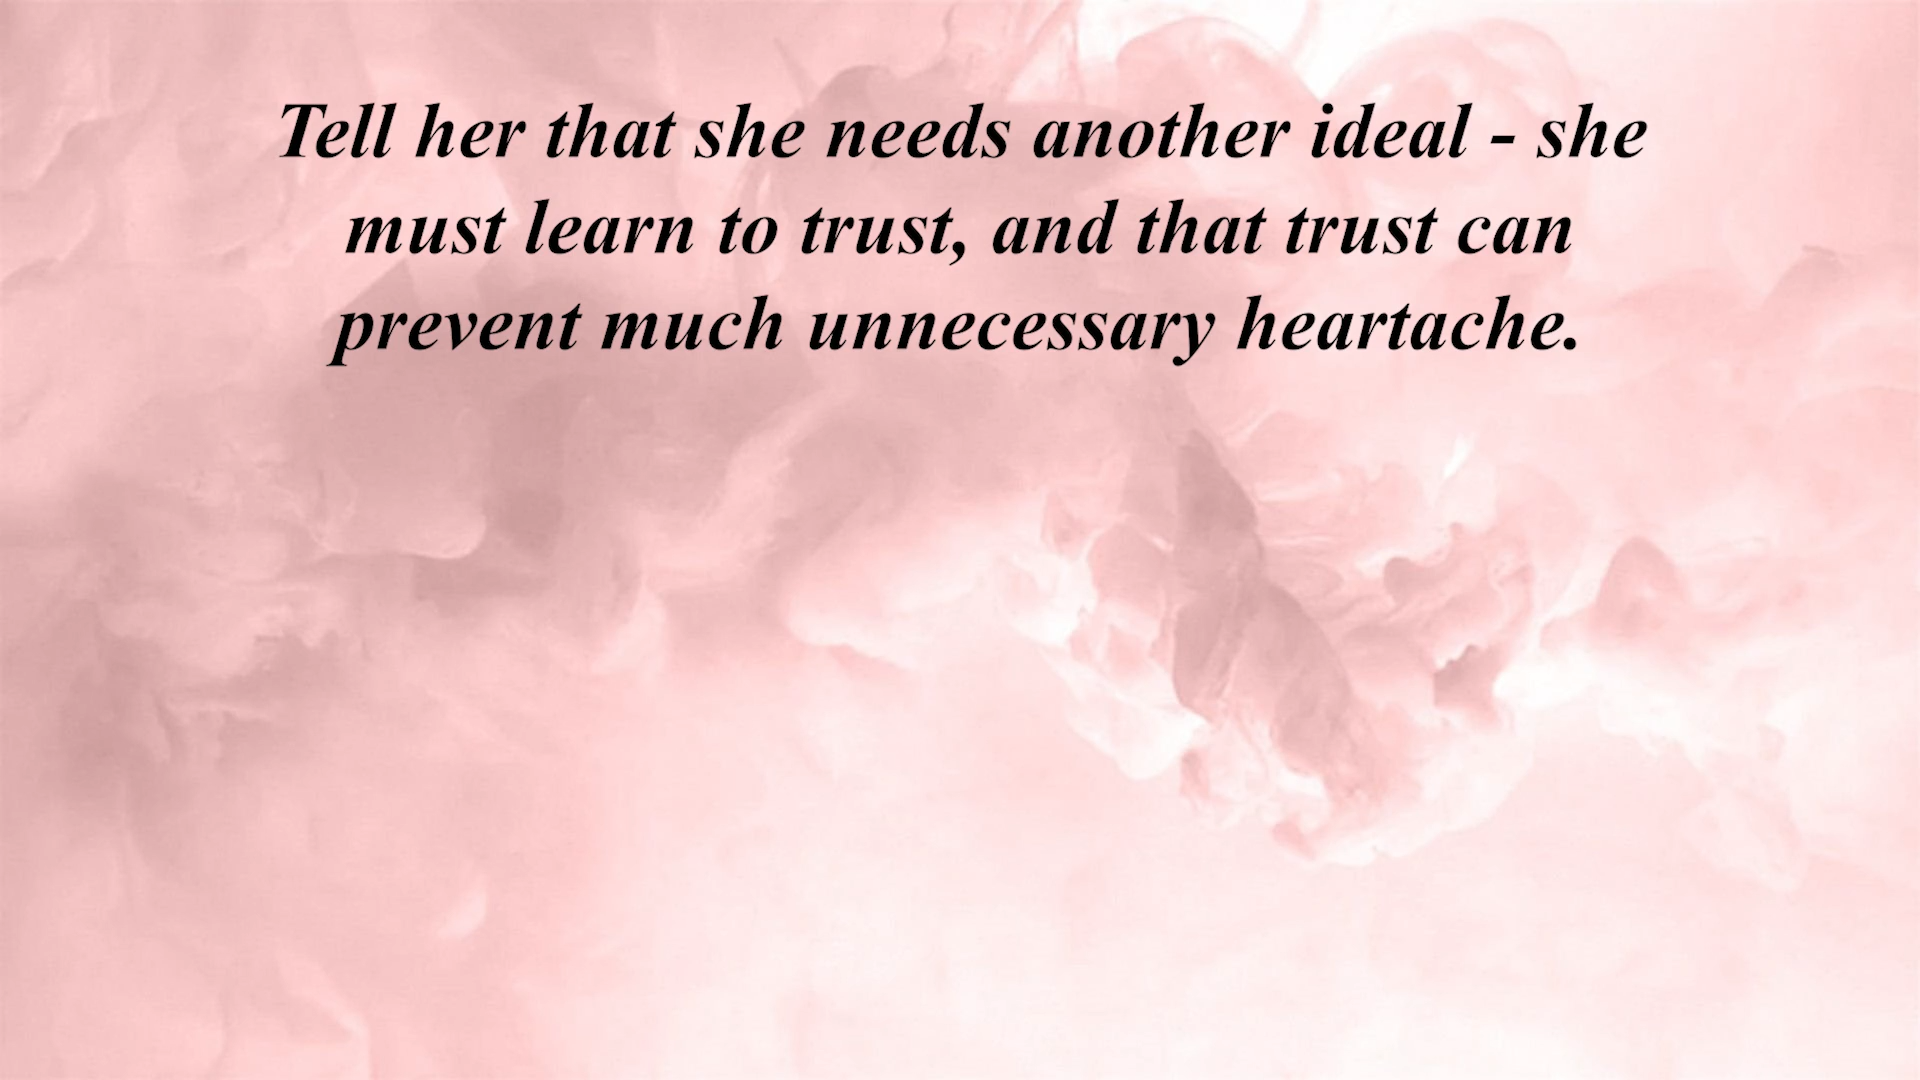 Tell her that she needs another ideal - she
must learn to trust, and that trust can
prevent much unnecessary heartache.